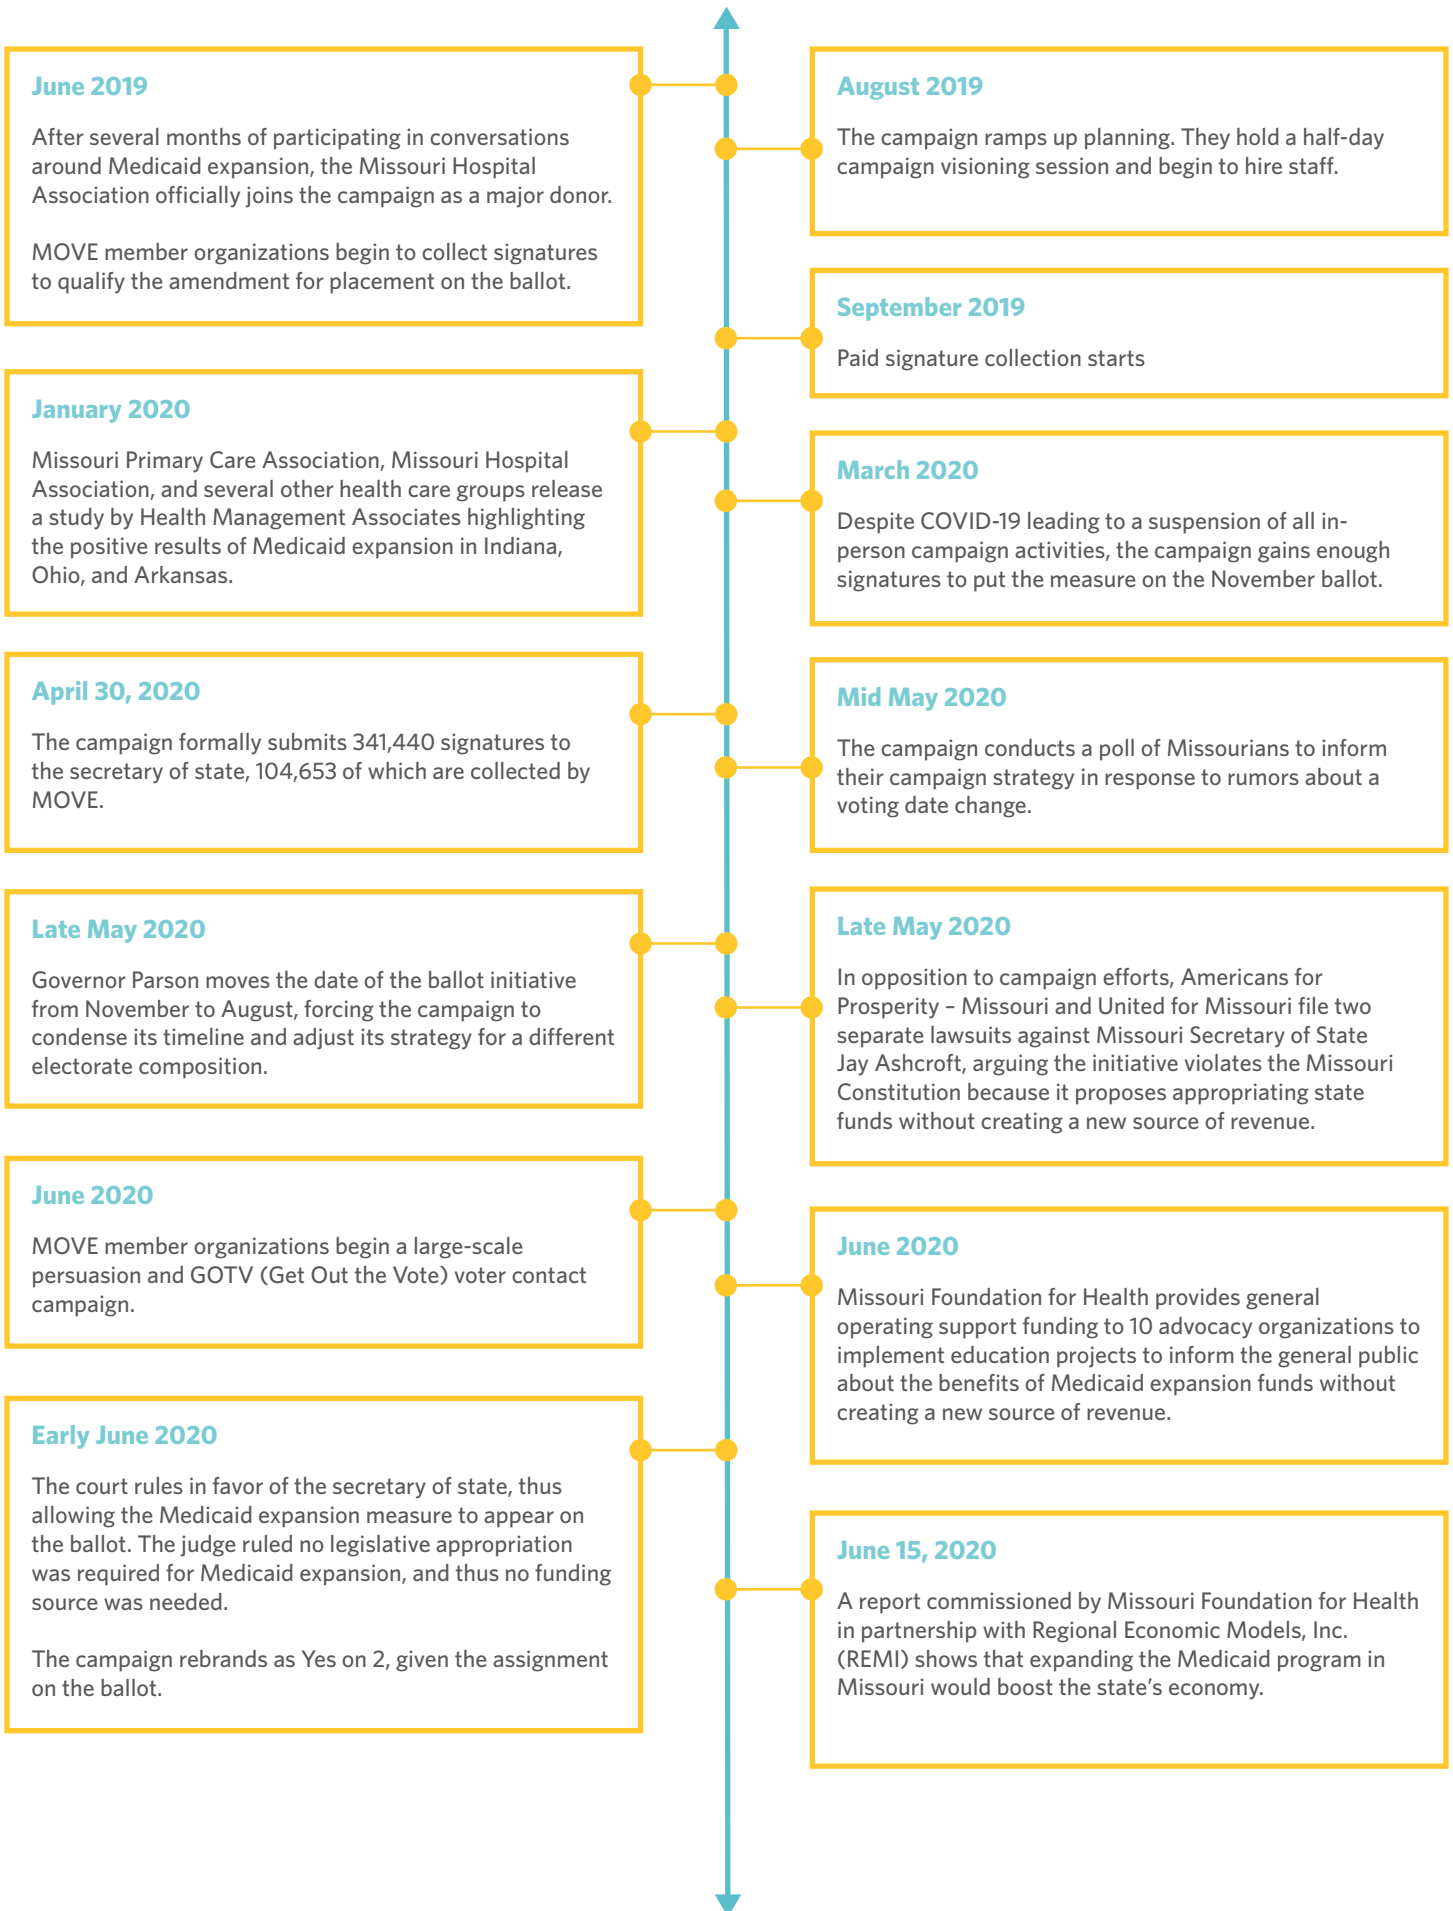 June 2019
After several months of participating in conversations
around Medicaid expansion, the Missouri Hospital
Association officially joins the campaign as a major donor.
MOVE member organizations begin to collect signatures
to qualify the amendment for placement on the ballot.
August 2019
The campaign ramps up planning. They hold a half-day
campaign visioning session and begin to hire staff.
September 2019
Paid signature collection starts
January 2020
Missouri Primary Care Association, Missouri Hospital
Association, and several other health care groups release
a study by Health Management Associates highlighting
the positive results of Medicaid expansion in Indiana,
Ohio, and Arkansas.
March 2020
Despite COVID-19 leading to a suspension of all in-
person campaign activities, the campaign gains enough
signatures to put the measure on the November ballot.
April 30, 2020
The campaign formally submits 341,440 signatures to
the secretary of state, 104,653 of which are collected by
MOVE.
Mid May 2020
The campaign conducts a poll of Missourians to inform
their campaign strategy in response to rumors about a
voting date change.
Late May 2020
Governor Parson moves the date of the ballot initiative
from November to August, forcing the campaign to
condense its timeline and adjust its strategy for a different
electorate composition.
Late May 2020
In opposition to campaign efforts, Americans for
Prosperity – Missouri and United for Missouri file two
separate lawsuits against Missouri Secretary of State
Jay Ashcroft, arguing the initiative violates the Missouri
Constitution because it proposes appropriating state
funds without creating a new source of revenue.
June 2020
MOVE member organizations begin a large-scale
persuasion and GOTV (Get Out the Vote) voter contact
campaign.
June 2020
Missouri Foundation for Health provides general
operating support funding to 10 advocacy organizations to
implement education projects to inform the general public
about the benefits of Medicaid expansion funds without
creating a new source of revenue.
Early June 2020
The court rules in favor of the secretary of state, thus
allowing the Medicaid expansion measure to appear on
the ballot. The judge ruled no legislative appropriation
was required for Medicaid expansion, and thus no funding
source was needed.
The campaign rebrands as Yes on 2, given the assignment
on the ballot.
June 15, 2020
A report commissioned by Missouri Foundation for Health
in partnership with Regional Economic Models, Inc.
(REMI) shows that expanding the Medicaid program in
Missouri would boost the state's economy.